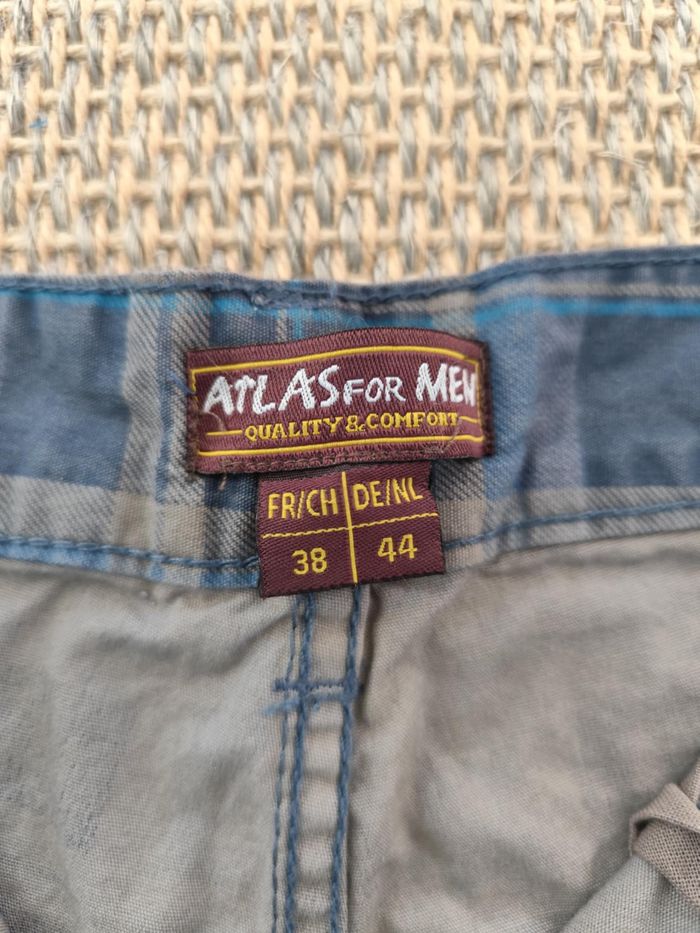 ATLAS FOR MEN
QUALITY & COMFORT
FR/CH DE/NL
38 44